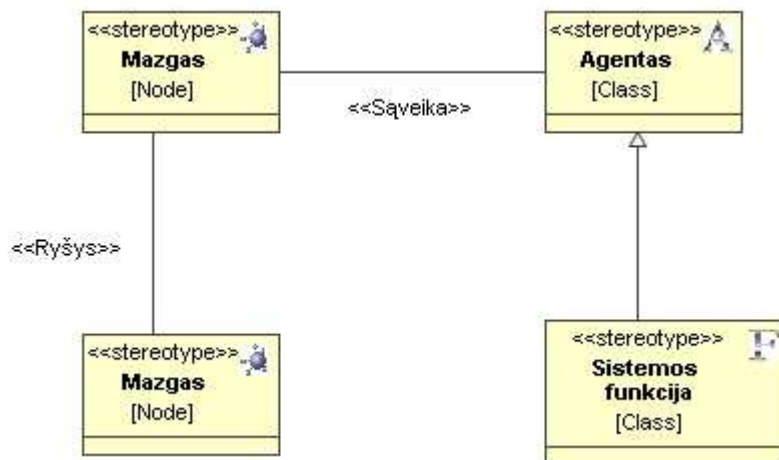 <<stereotype>>
Mazgas
[Node]
<<stereotype>>
Agentas
[Class]
<<Sąveika>>
<<Ryšys>>
<<stereotype>>
Mazgas
[Node]
<<stereotype>>
Sistemos
funkcija
[Class]